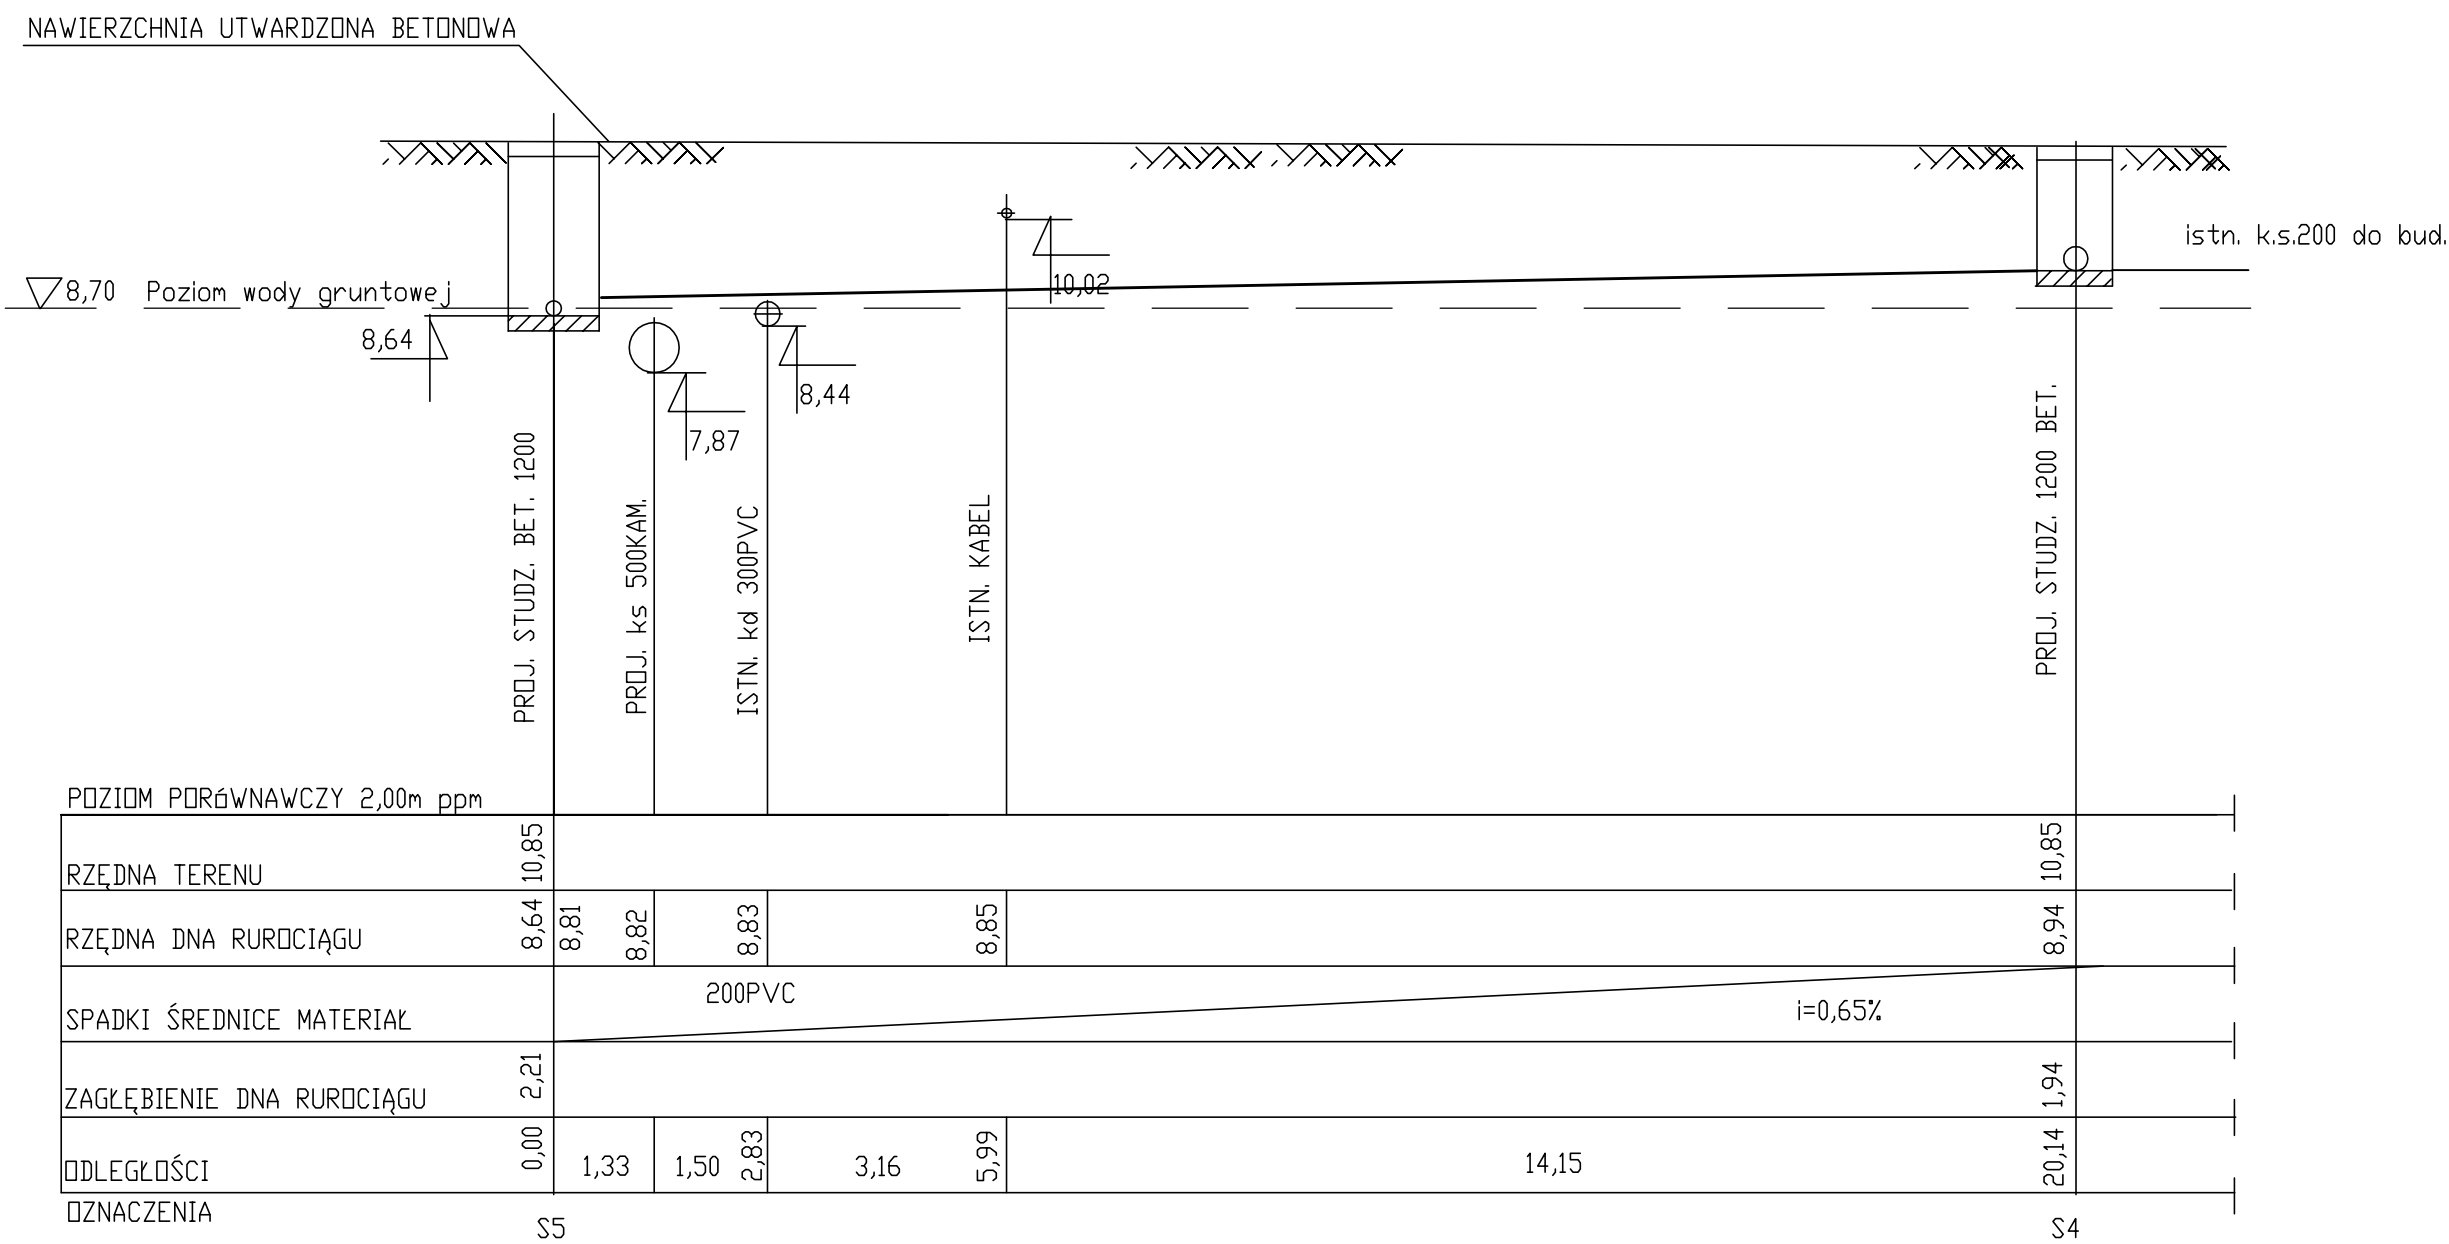 NAWIERZCHNIA UTWARDZONA BETONOWA
istn. k.s.200 do bud.
8,70 Poziom wody gruntowej
10,02
8,64
8,44
7,87
PROJ. STUDZ. BET. 1200
PROJ. ks 500KAM.
ISTN. kd 300PVC
ISTN. KABEL
PROJ. STUDZ. 1200 BET.
POZIOM PORóWNAWCZY 2,00m ppm
RZĘDNA TERENU 10,85 10,85
RZĘDNA DNA RUROCIĄGU 8,64 8,81 8,82 8,83 8,85 8,94
SPADKI ŚREDNICE MATERIAŁ 200PVC i=0,65%
ZAGŁĘBIENIE DNA RUROCIĄGU 2,21 1,94
ODLEGŁOŚCI 0,00 1,33 1,50 2,83 3,16 5,99 14,15 20,14
OZNACZENIA
S5 S4